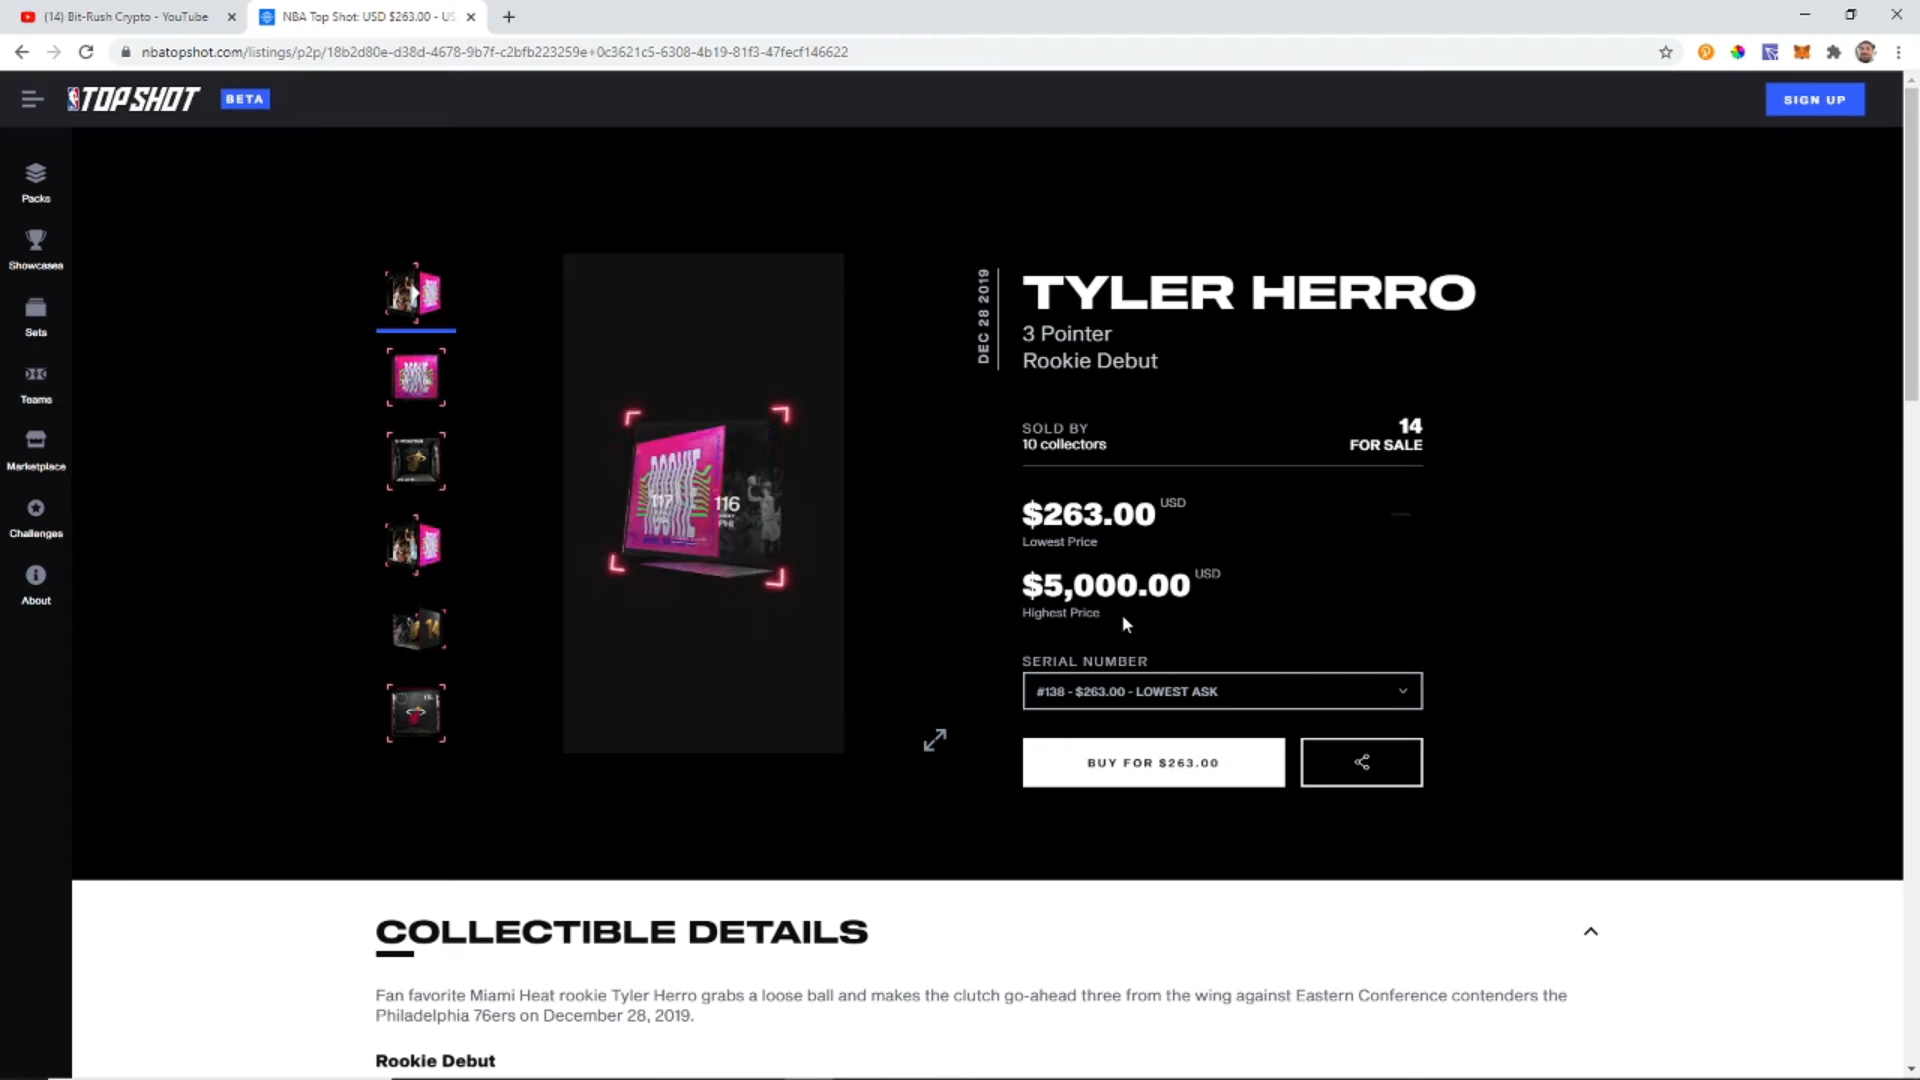 (14) Bit-Rush Crypto - YouTube
NBA Top Shot: USD $263.00 - US
nbatopshot.com/listings/p2p/18b2d80e-d38d-4678-9b7f-c2bfb223259e+0c3621c5-6308-4b19-81f3-47fecf146622
TOP SHOT
BETA
SIGN UP
Packs
Showcases
Sets
Teams
Marketplace
Challenges
About
ROOKIE
117
116
PHI
DEC 28 2019
TYLER HERRO
3 Pointer
Rookie Debut
SOLD BY
10 collectors
14
FOR SALE
$263.00 USD
Lowest Price
$5,000.00 USD
Highest Price
SERIAL NUMBER
#138 - $263.00 - LOWEST ASK
BUY FOR $263.00
COLLECTIBLE DETAILS
Fan favorite Miami Heat rookie Tyler Herro grabs a loose ball and makes the clutch go-ahead three from the wing against Eastern Conference contenders the
Philadelphia 76ers on December 28, 2019.
Rookie Debut